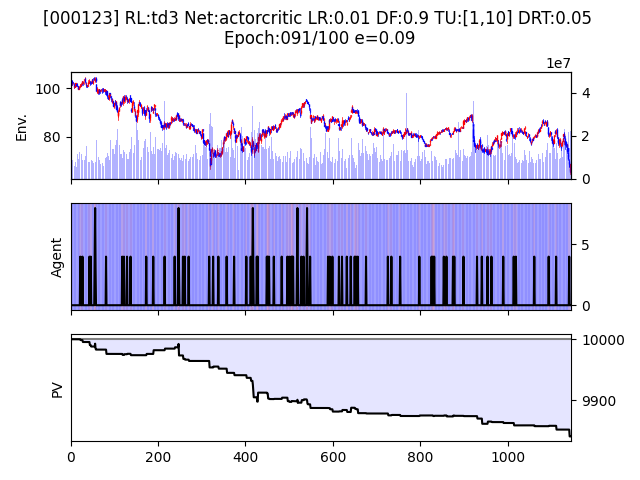 [000123] RL:td3 Net:actorcritic LR:0.01 DF:0.9 TU:[1,10] DRT:0.05
Epoch:091/100 e=0.09
1e7
100
80
Env.
4
2
0
Agent
5
0
PV
10000
9900
0 200 400 600 800 1000